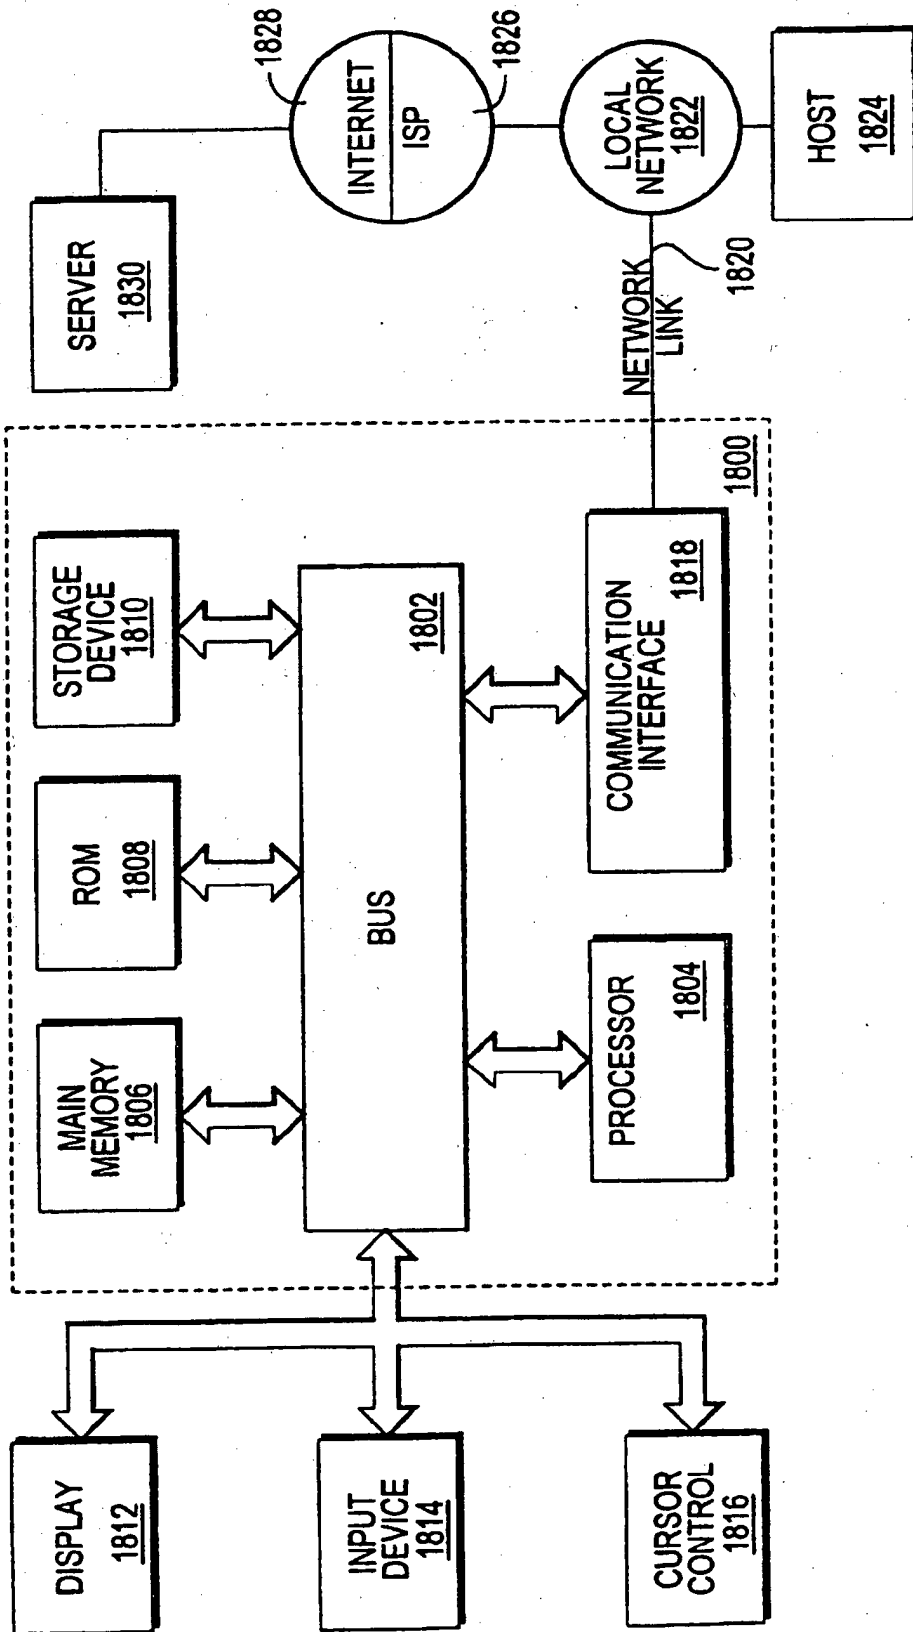 DISPLAY
1812
INPUT
DEVICE
1814
CURSOR
CONTROL
1816
MAIN
MEMORY
1806
ROM
1808
STORAGE
DEVICE
1810
BUS
1802
PROCESSOR
1804
COMMUNICATION
INTERFACE
1818
1800
SERVER
1830
INTERNET
1828
ISP
1826
NETWORK
LINK
1820
LOCAL
NETWORK
1822
HOST
1824